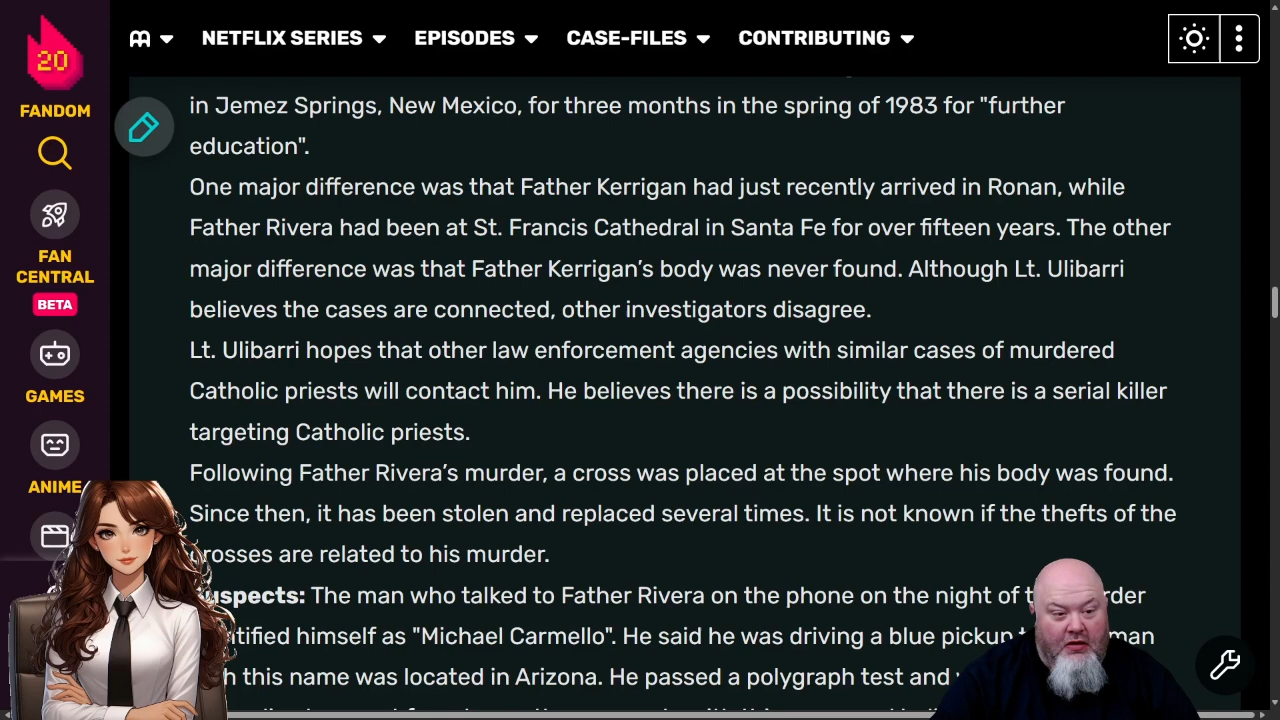 20
FANDOM
FAN
CENTRAL
BETA
GAMES
ANIME
NETFLIX SERIES
EPISODES
CASE-FILES
CONTRIBUTING
in Jemez Springs, New Mexico, for three months in the spring of 1983 for "further
education".
One major difference was that Father Kerrigan had just recently arrived in Ronan, while
Father Rivera had been at St. Francis Cathedral in Santa Fe for over fifteen years. The other
major difference was that Father Kerrigan’s body was never found. Although Lt. Ulibarri
believes the cases are connected, other investigators disagree.
Lt. Ulibarri hopes that other law enforcement agencies with similar cases of murdered
Catholic priests will contact him. He believes there is a possibility that there is a serial killer
targeting Catholic priests.
Following Father Rivera’s murder, a cross was placed at the spot where his body was found.
Since then, it has been stolen and replaced several times. It is not known if the thefts of the
crosses are related to his murder.
Suspects: The man who talked to Father Rivera on the phone on the night of
himself as "Michael Carmello". He said he was driving a blue pickup man
this name was located in Arizona. He passed a polygraph test and